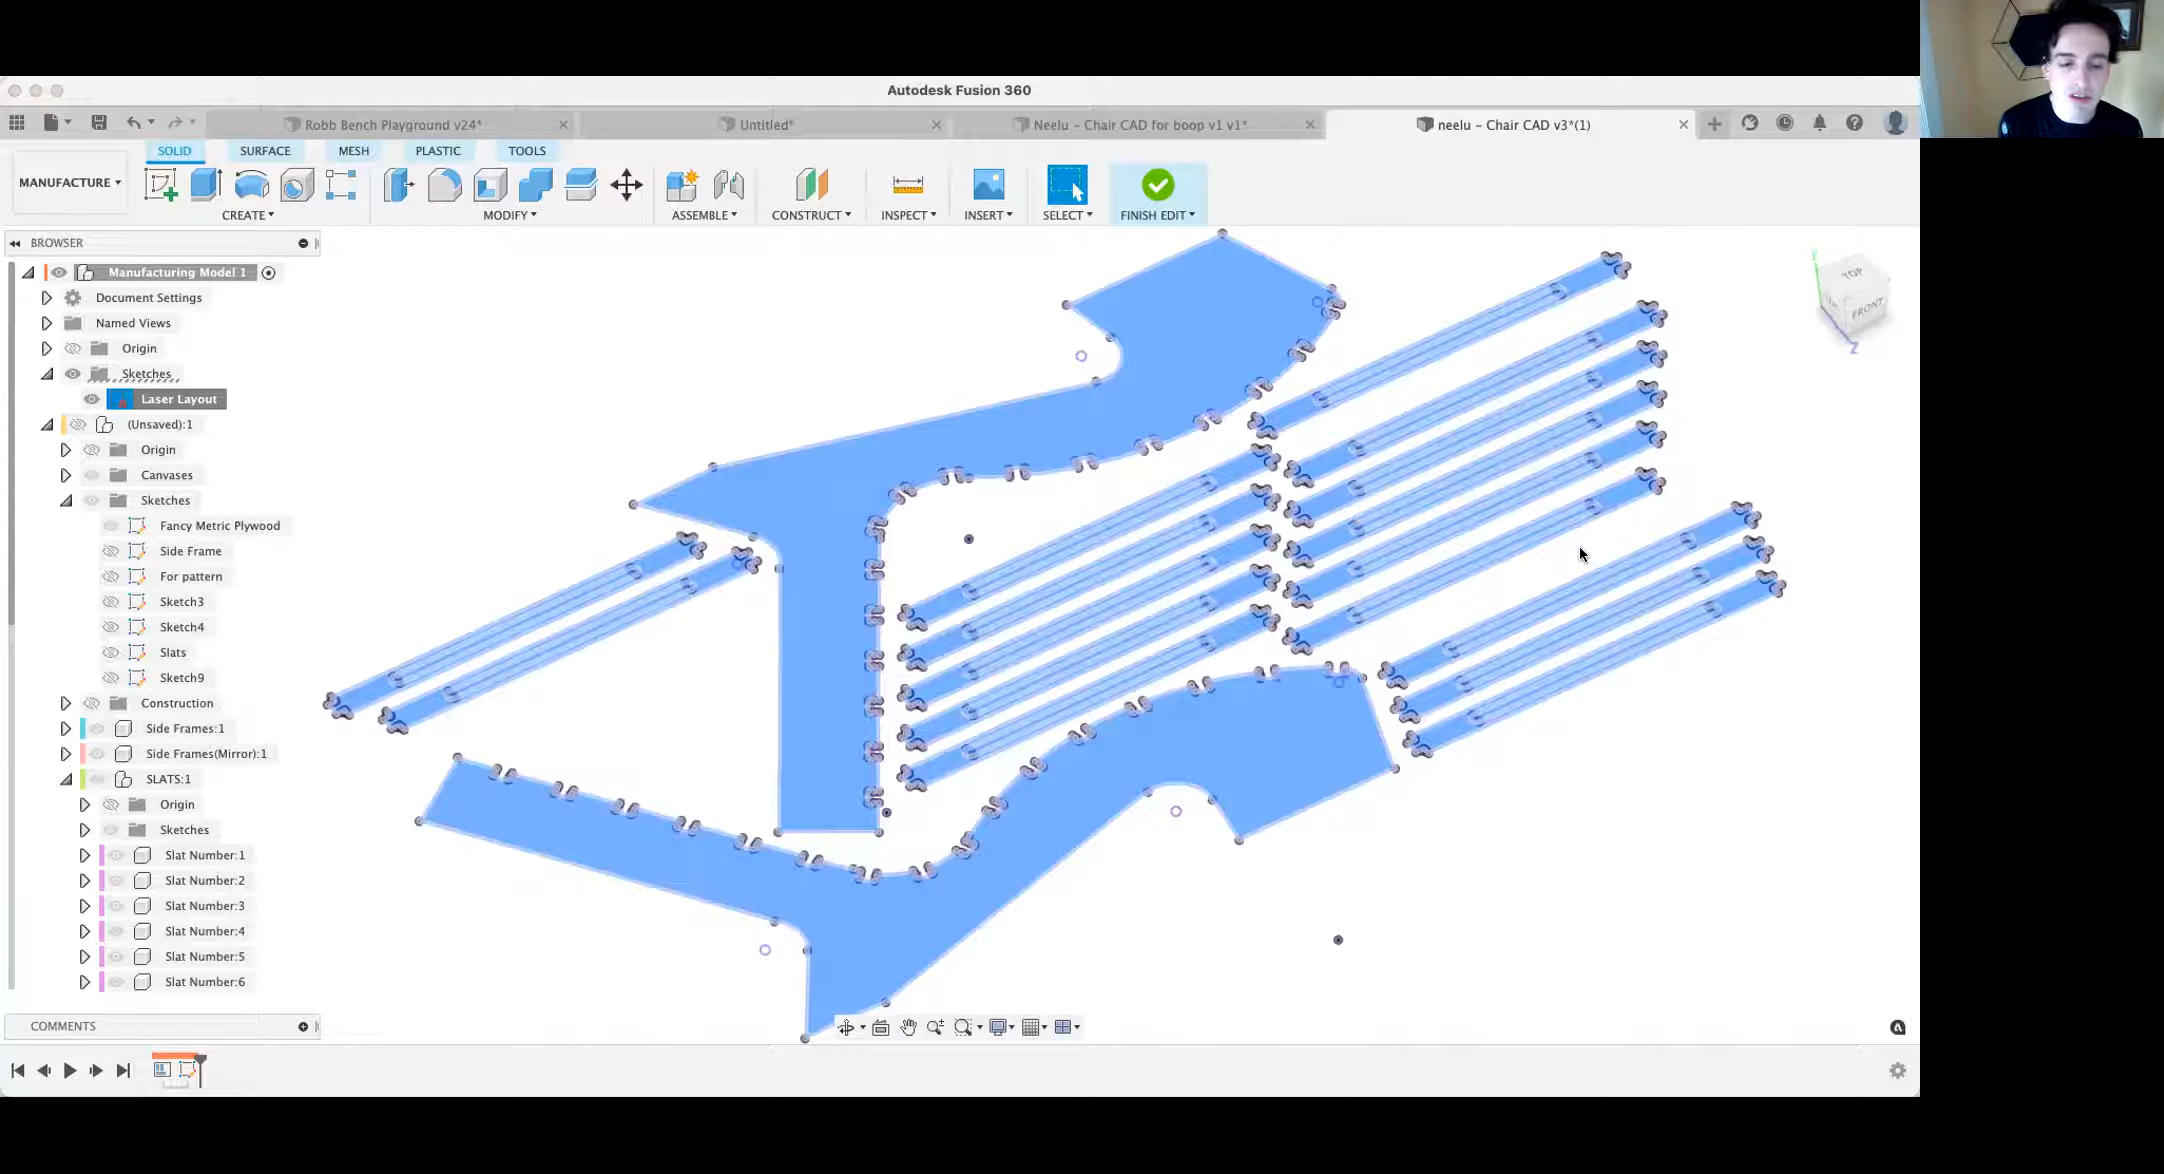 Autodesk Fusion 360
Robb Bench Playground v24*
Untitled*
Neelu - Chair CAD for boop v1 v1*
neelu - Chair CAD v3*(1)
SOLID
SURFACE
MESH
PLASTIC
TOOLS
MANUFACTURE
CREATE
MODIFY
ASSEMBLE
CONSTRUCT
INSPECT
INSERT
SELECT
FINISH EDIT
BROWSER
Manufacturing Model 1
Document Settings
Named Views
Origin
Sketches
Laser Layout
(Unsaved):1
Origin
Canvases
Sketches
Fancy Metric Plywood
Side Frame
For pattern
Sketch3
Sketch4
Slats
Sketch9
Construction
Side Frames:1
Side Frames(Mirror):1
SLATS:1
Origin
Sketches
Slat Number:1
Slat Number:2
Slat Number:3
Slat Number:4
Slat Number:5
Slat Number:6
TOP
FRONT
Z
COMMENTS